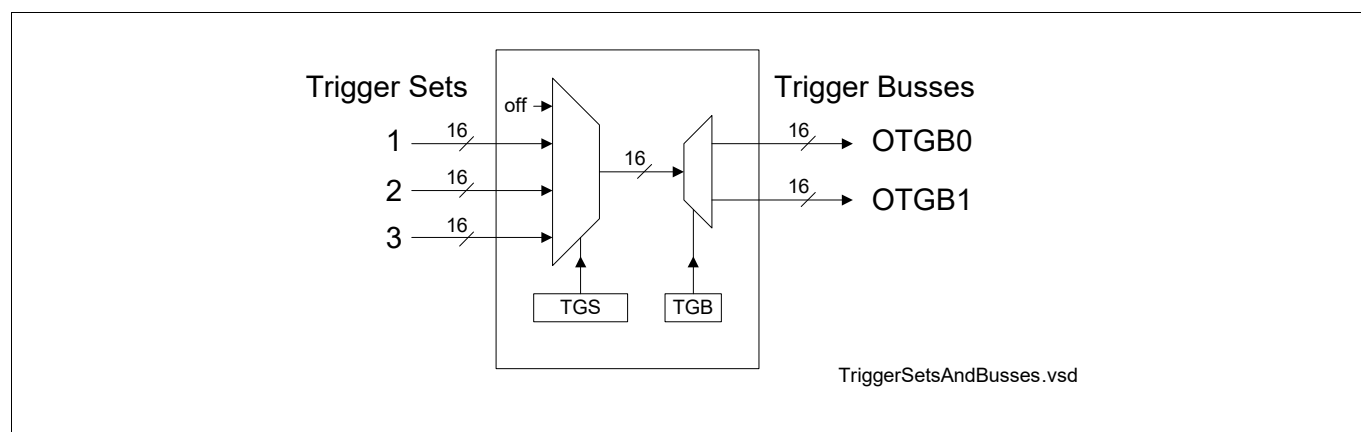 Trigger Sets
Trigger Busses
off
1
16
16
16
OTGB0
2
16
16
OTGB1
3
16
TGS
TGB
TriggerSetsAndBusses.vsd